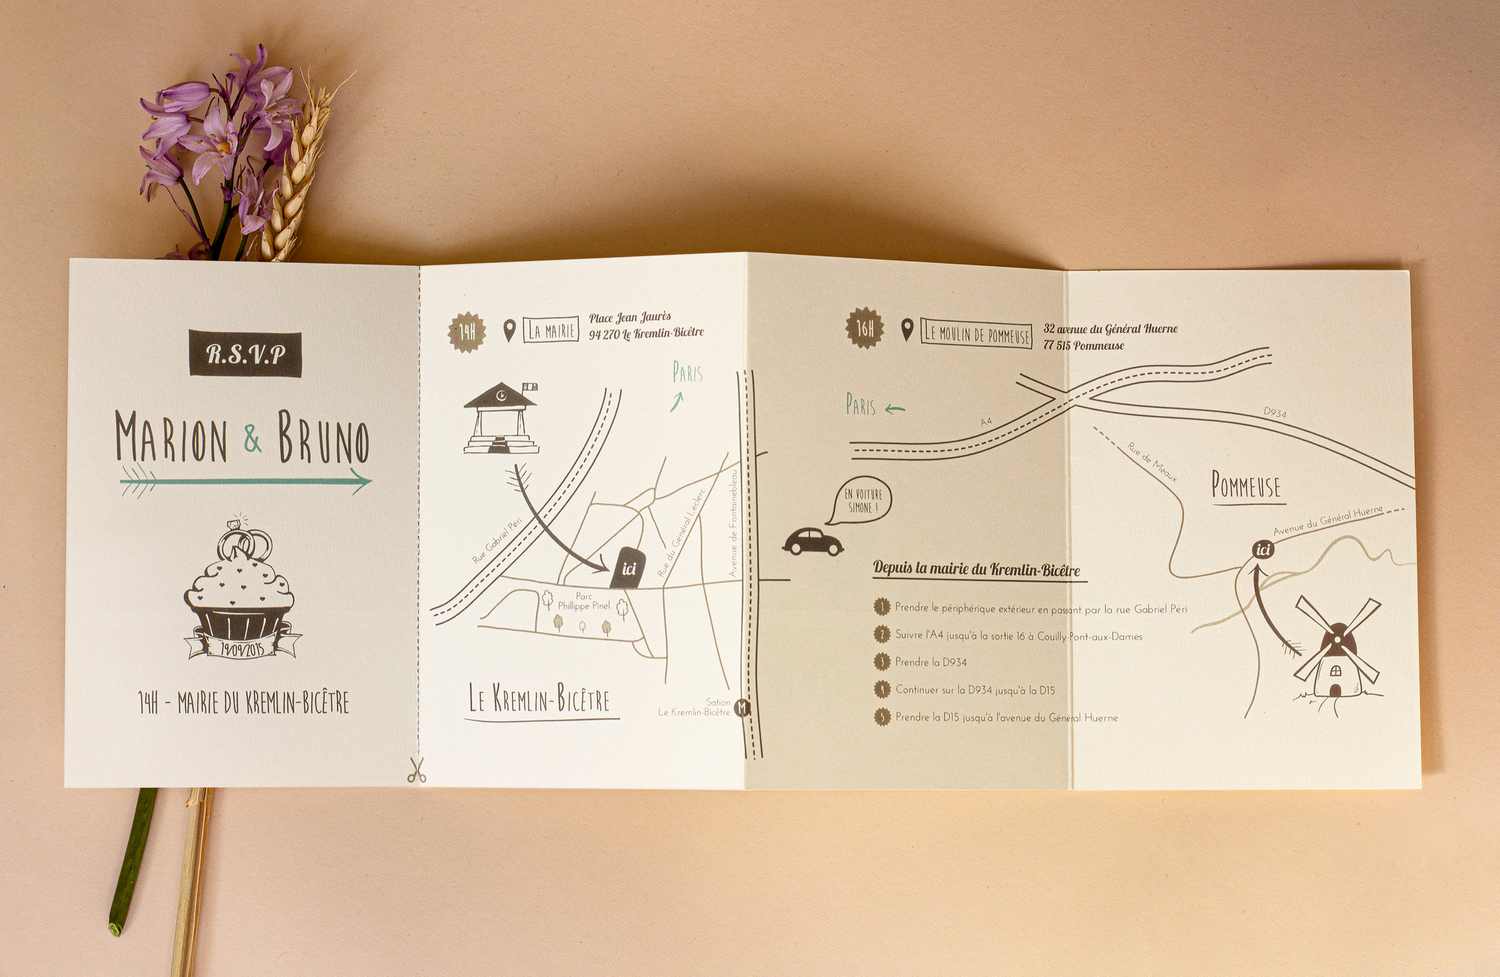 R.S.V.P
MARION & BRUNO
19/09/2015
14H - MAIRIE DU KREMLIN-BICÊTRE
14H
LA MAIRIE
Place Jean Jaurès
94 270 Le Kremlin-Bicêtre
PARIS
Rue Gabriel Péri
ici
Rue du Général Leclerc
Avenue de Fontainebleau
Parc
Phillippe Pinel
LE KREMLIN-BICÊTRE
Sation
Le Kremlin-Bicêtre
M
16H
LE MOULIN DE POMMEUSE
32 avenue du Général Huerne
77 515 Pommeuse
PARIS
A4
D934
Rue de Meaux
POMMEUSE
Avenue du Général Huerne
ici
EN VOITURE
SIMONE !
Depuis la mairie du Kremlin-Bicêtre
1 Prendre le périphérique extérieur en passant par la rue Gabriel Péri
2 Suivre l'A4 jusqu'à la sortie 16 à Couilly-Pont-aux-Dames
3 Prendre la D934
4 Continuer sur la D934 jusqu'à la D15
5 Prendre la D15 jusqu'à l'avenue du Général Huerne